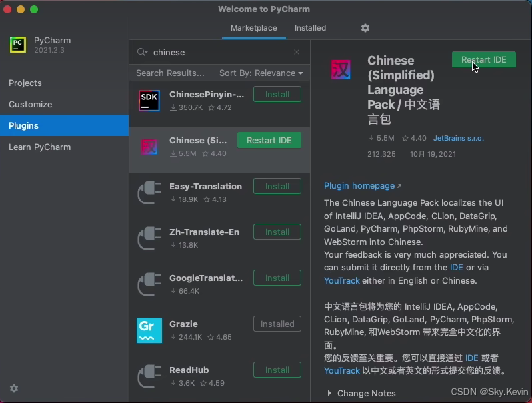 Welcome to PyCharm
PyCharm
2021.2.3
Projects
Customize
Plugins
Learn PyCharm
Marketplace
Installed
chinese
Search Results...
Sort By: Relevance
SDK
ChinesePinyin-...
4.72
Install
汉
Chinese (Si...
5.5M
4.40
Restart IDE
Easy-Translation
18.9K
4.13
Install
Zh-Translate-En
13.8K
Install
GoogleTranslat...
66.4K
Install
Gr
Grazie
244.1K
4.66
Installed
ReadHub
3.6K
4.59
Install
汉
Chinese
(Simplified)
Language
Pack / 中文语
言包
Restart IDE
5.5M
4.40
JetBrains s.r.o.
10月 19, 2021
Plugin homepage
The Chinese Language Pack localizes the UI
of IntelliJ IDEA, AppCode, CLion, DataGrip,
GoLand, PyCharm, PhpStorm, RubyMine, and
WebStorm into Chinese.
Your feedback is very much appreciated. You
can submit it directly from the IDE or via
YouTrack either in English or Chinese.
中文语言包将为您的 IntelliJ IDEA, AppCode,
CLion, DataGrip, GoLand, PyCharm, PhpStorm,
RubyMine, 和WebStorm 带来完全中文化的界
面。
您的反馈至关重要。您可以直接通过 IDE 或者
YouTrack 以中文或者英文的形式提交您的反馈。
Change Notes
CSDN @Sky.Kevin